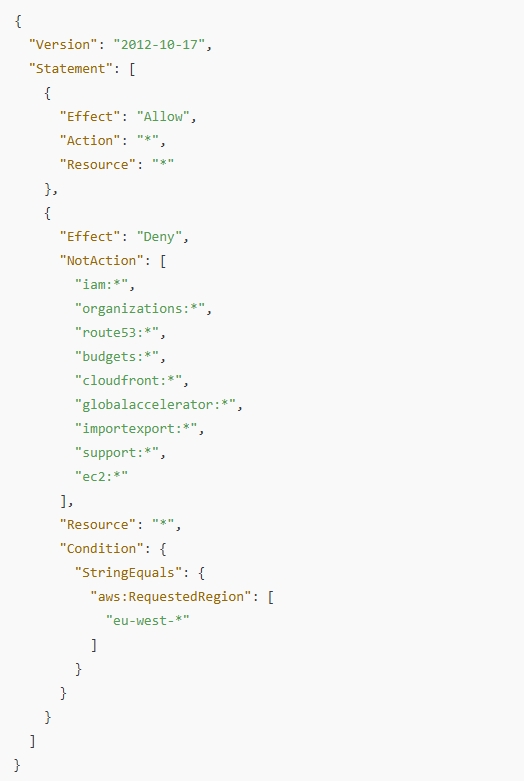 {
  "Version": "2012-10-17",
  "Statement": [
    {
      "Effect": "Allow",
      "Action": "*",
      "Resource": "*"
    },
    {
      "Effect": "Deny",
      "NotAction": [
        "iam:*",
        "organizations:*",
        "route53:*",
        "budgets:*",
        "cloudfront:*",
        "globalaccelerator:*",
        "importexport:*",
        "support:*",
        "ec2:*"
      ],
      "Resource": "*",
      "Condition": {
        "StringEquals": {
          "aws:RequestedRegion": [
            "eu-west-*"
          ]
        }
      }
    }
  ]
}